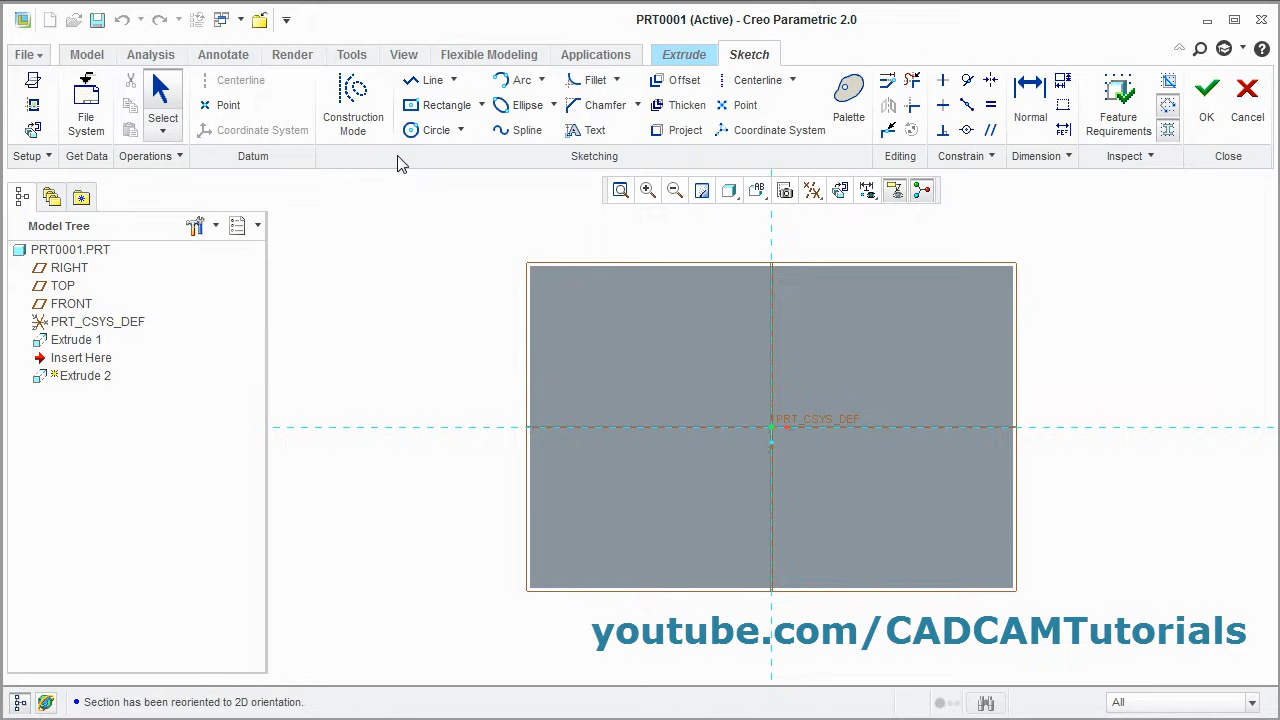 PRT0001 (Active) - Creo Parametric 2.0
File Model Analysis Annotate Render Tools View Flexible Modeling Applications Extrude Sketch
Centerline Line Arc Fillet Offset Centerline
Point Rectangle Ellipse Chamfer Thicken Point
Coordinate System Circle Spline Text Project Coordinate System
File System
Select
Construction Mode
Palette
Normal
Feature Requirements
OK
Cancel
Setup Get Data Operations Datum Sketching Editing Constrain Dimension Inspect Close
Model Tree
PRT0001.PRT
RIGHT
TOP
FRONT
PRT_CSYS_DEF
Extrude 1
Insert Here
Extrude 2
PRT_CSYS_DEF
youtube.com/CADCAMTutorials
Section has been reoriented to 2D orientation.
All